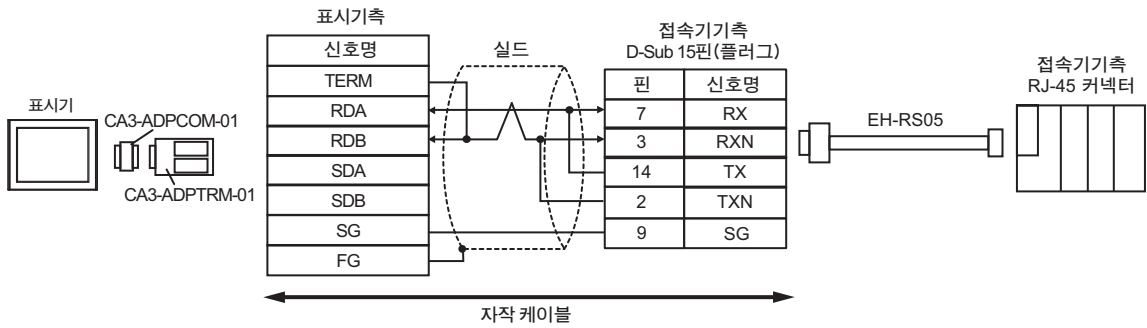 표시기
CA3-ADPCOM-01
CA3-ADPTRM-01
표시기측
신호명
TERM
RDA
RDB
SDA
SDB
SG
FG
실드
접속기기측
D-Sub 15핀(플러그)
핀 신호명
7 RX
3 RXN
14 TX
2 TXN
9 SG
EH-RS05
접속기기측
RJ-45 커넥터
자작 케이블